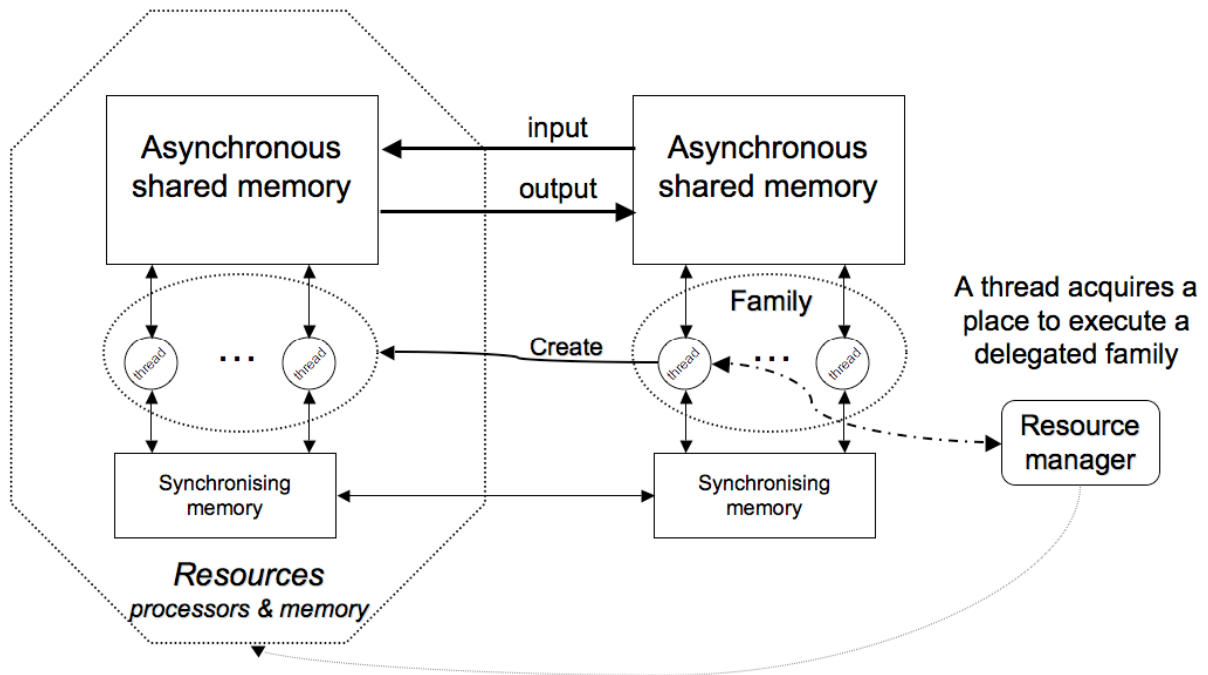 Asynchronous
shared memory
input
output
Asynchronous
shared memory
Family
A thread acquires a
place to execute a
delegated family
thread
...
thread
Create
thread
...
thread
Resource
manager
Synchronising
memory
Synchronising
memory
Resources
processors & memory